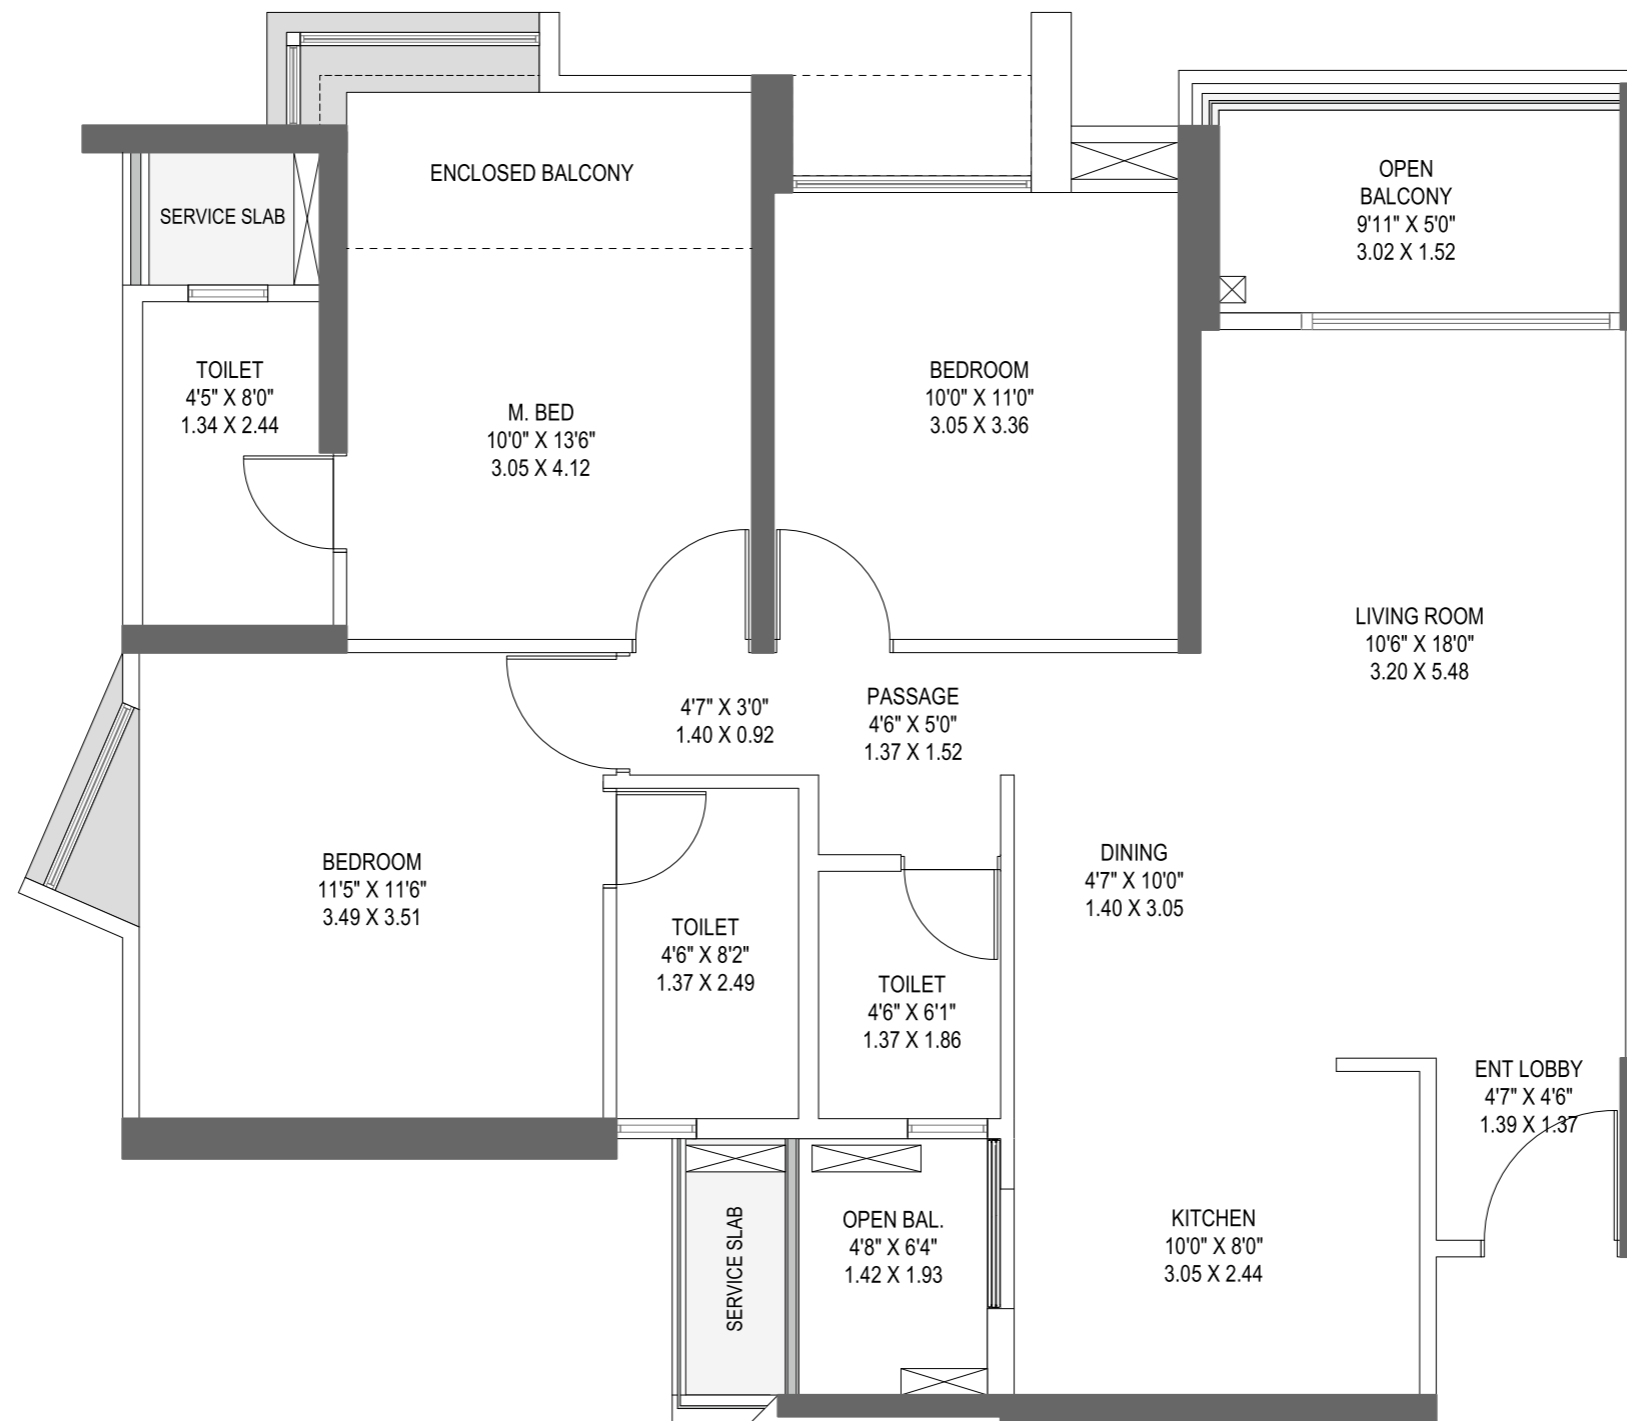 ENCLOSED BALCONY
SERVICE SLAB
OPEN
BALCONY
9'11" X 5'0"
3.02 X 1.52
TOILET
4'5" X 8'0"
1.34 X 2.44
M. BED
10'0" X 13'6"
3.05 X 4.12
BEDROOM
10'0" X 11'0"
3.05 X 3.36
LIVING ROOM
10'6" X 18'0"
3.20 X 5.48
4'7" X 3'0"
1.40 X 0.92
PASSAGE
4'6" X 5'0"
1.37 X 1.52
BEDROOM
11'5" X 11'6"
3.49 X 3.51
TOILET
4'6" X 8'2"
1.37 X 2.49
TOILET
4'6" X 6'1"
1.37 X 1.86
DINING
4'7" X 10'0"
1.40 X 3.05
ENT LOBBY
4'7" X 4'6"
1.39 X 1.37
SERVICE SLAB
OPEN BAL.
4'8" X 6'4"
1.42 X 1.93
KITCHEN
10'0" X 8'0"
3.05 X 2.44